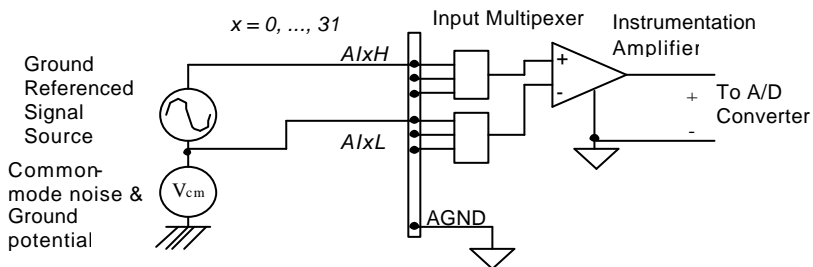 x = 0, ..., 31
Input Multipexer
Instrumentation
Amplifier
Ground
Referenced
Signal
Source
AIxH
AIxL
+
-
+
-
To A/D
Converter
Common-
mode noise &
Ground
potential
Vcm
AGND